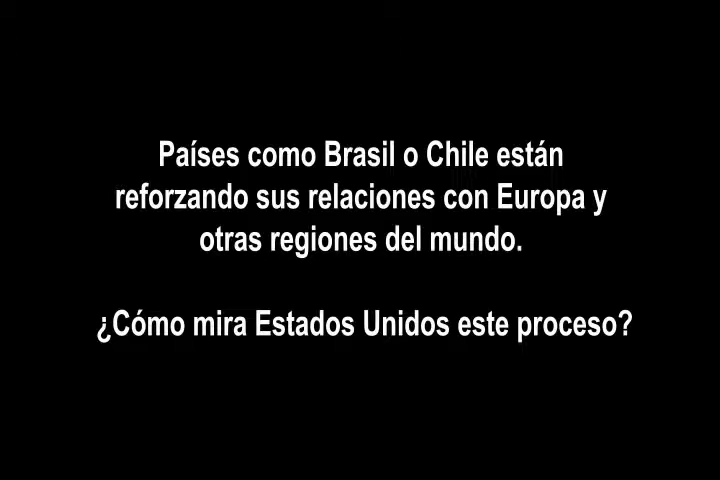 Países como Brasil o Chile están
reforzando sus relaciones con Europa y
otras regiones del mundo.
¿Cómo mira Estados Unidos este proceso?